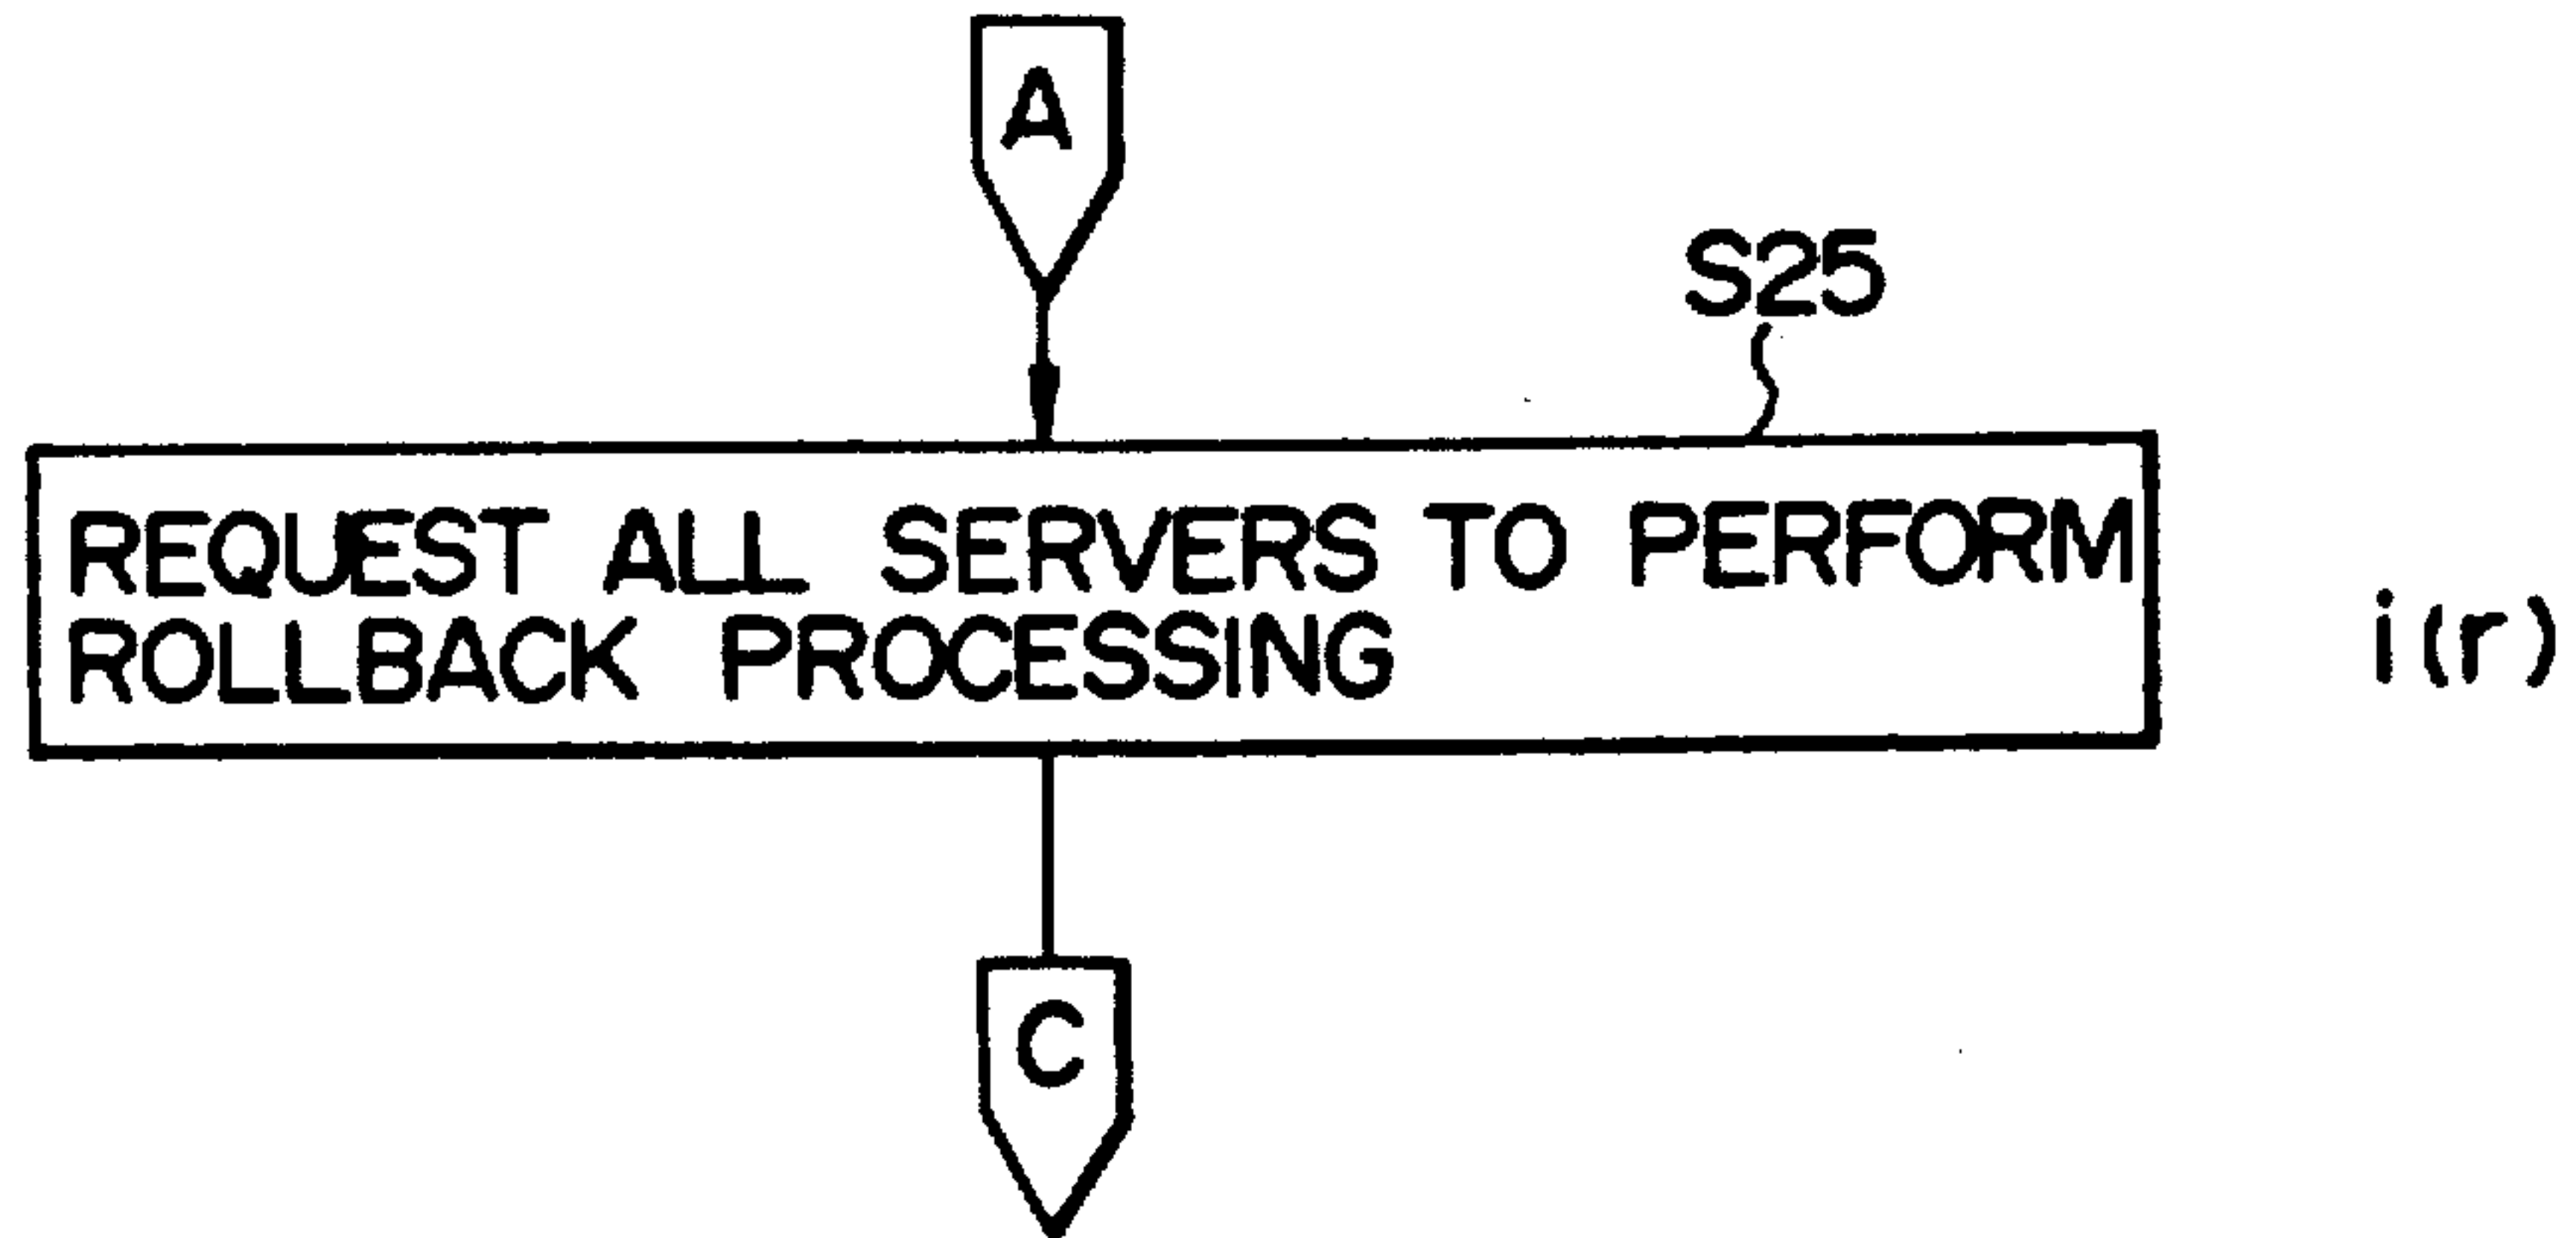 A
S25
REQUEST ALL SERVERS TO PERFORM
ROLLBACK PROCESSING
i(r)
C